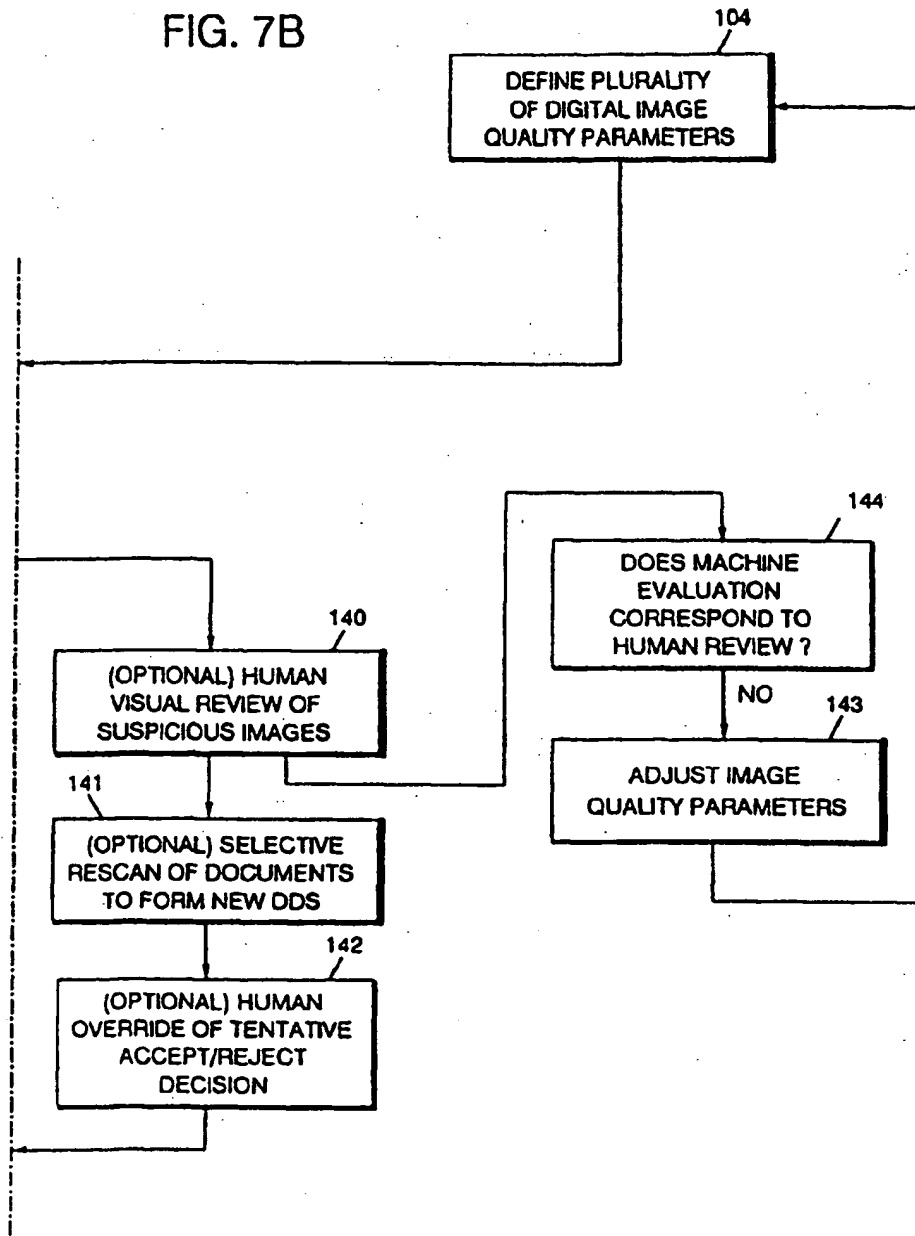 FIG. 7B
104
DEFINE PLURALITY
OF DIGITAL IMAGE
QUALITY PARAMETERS
144
DOES MACHINE
EVALUATION
CORRESPOND TO
HUMAN REVIEW ?
NO
140
(OPTIONAL) HUMAN
VISUAL REVIEW OF
SUSPICIOUS IMAGES
143
ADJUST IMAGE
QUALITY PARAMETERS
141
(OPTIONAL) SELECTIVE
RESCAN OF DOCUMENTS
TO FORM NEW DDS
142
(OPTIONAL) HUMAN
OVERRIDE OF TENTATIVE
ACCEPT/REJECT
DECISION